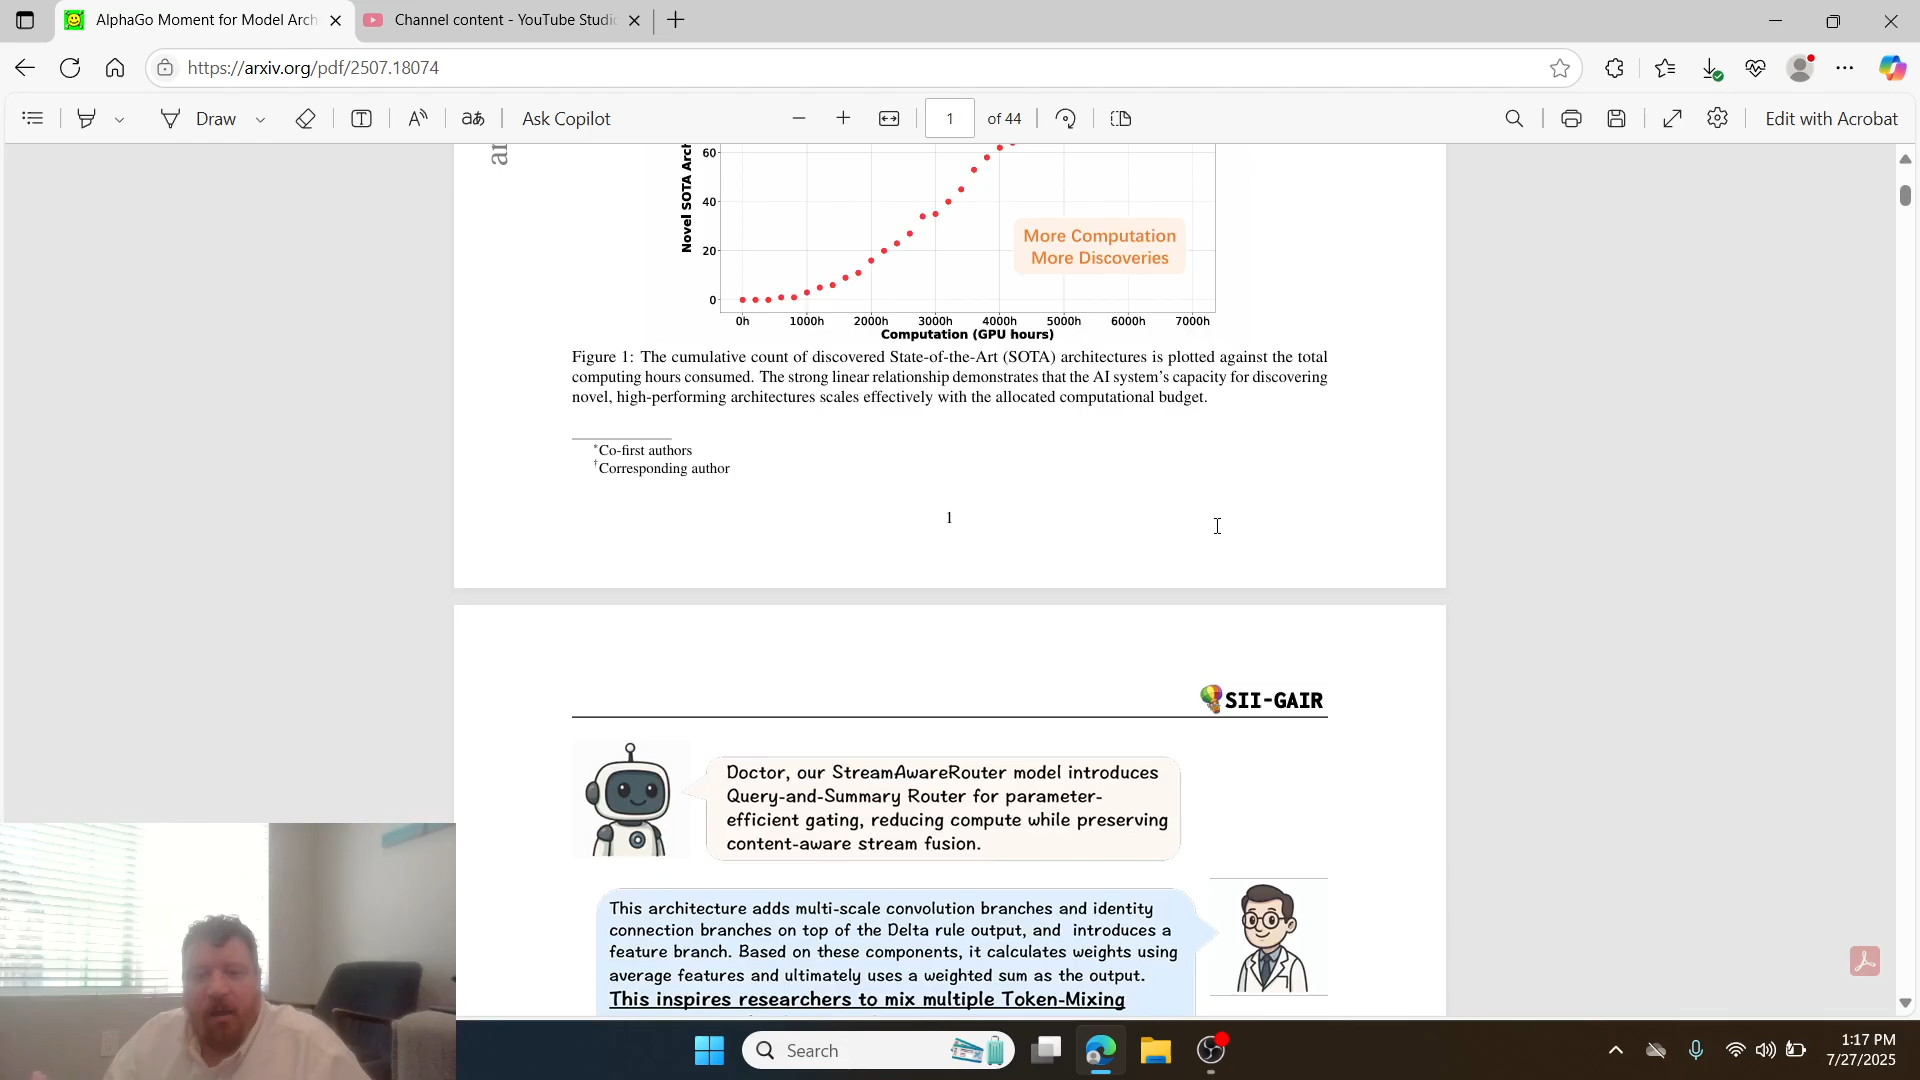 AlphaGo Moment for Model Arch
Channel content - YouTube Studio
https://arxiv.org/pdf/2507.18074
Draw
aあ
Ask Copilot
1 of 44
Edit with Acrobat
ar
Novel SOTA Arch
60
40
20
0
More Computation
More Discoveries
0h 1000h 2000h 3000h 4000h 5000h 6000h 7000h
Computation (GPU hours)
Figure 1: The cumulative count of discovered State-of-the-Art (SOTA) architectures is plotted against the total
computing hours consumed. The strong linear relationship demonstrates that the AI system's capacity for discovering
novel, high-performing architectures scales effectively with the allocated computational budget.
*Co-first authors
†Corresponding author
1
SII-GAIR
Doctor, our StreamAwareRouter model introduces
Query-and-Summary Router for parameter-
efficient gating, reducing compute while preserving
content-aware stream fusion.
This architecture adds multi-scale convolution branches and identity
connection branches on top of the Delta rule output, and introduces a
feature branch. Based on these components, it calculates weights using
average features and ultimately uses a weighted sum as the output.
This inspires researchers to mix multiple Token-Mixing
Search
1:17 PM
7/27/2025